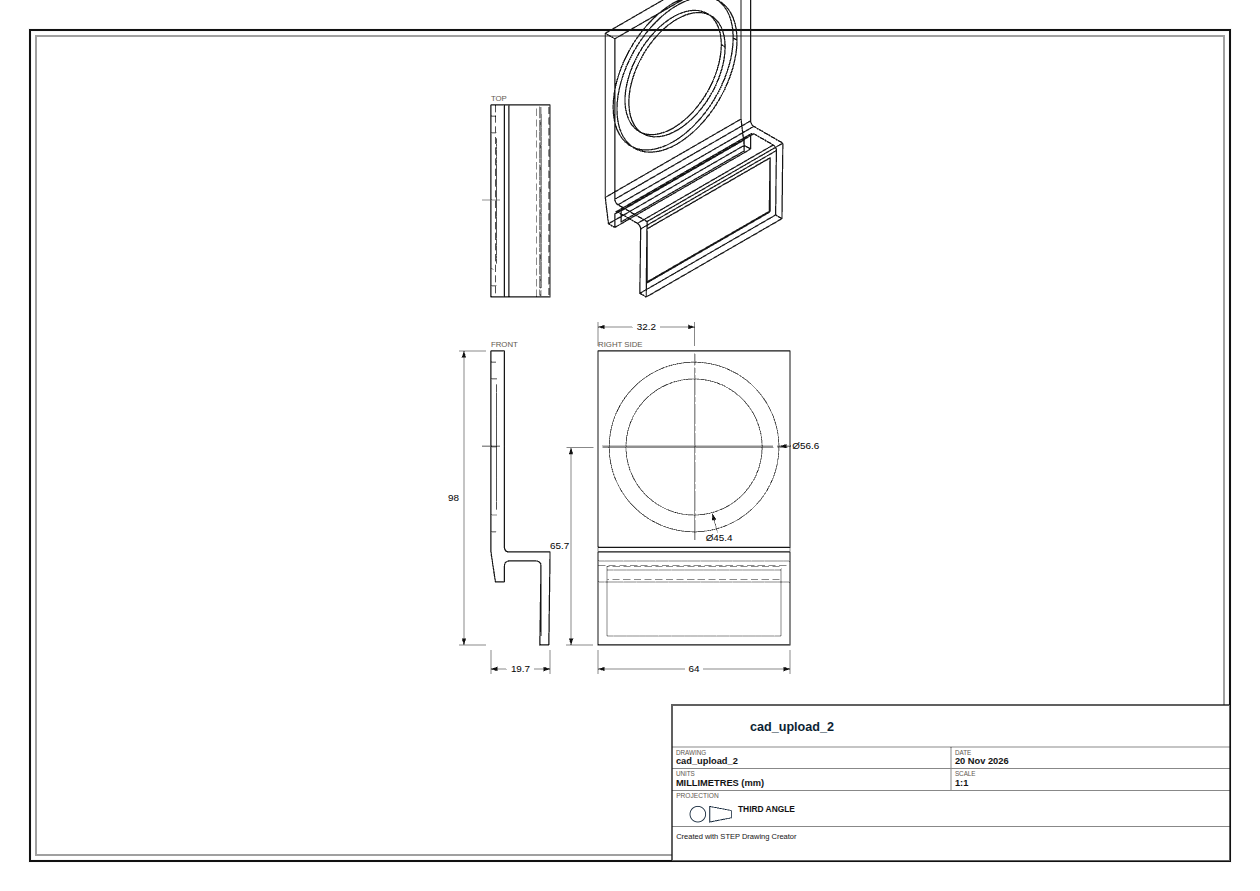 TOP
32.2
FRONT
RIGHT SIDE
Ø56.6
98
Ø45.4
65.7
19.7
64
cad_upload_2
DRAWING
cad_upload_2
DATE
20 Nov 2026
UNITS
MILLIMETRES (mm)
SCALE
1:1
PROJECTION
THIRD ANGLE
Created with STEP Drawing Creator